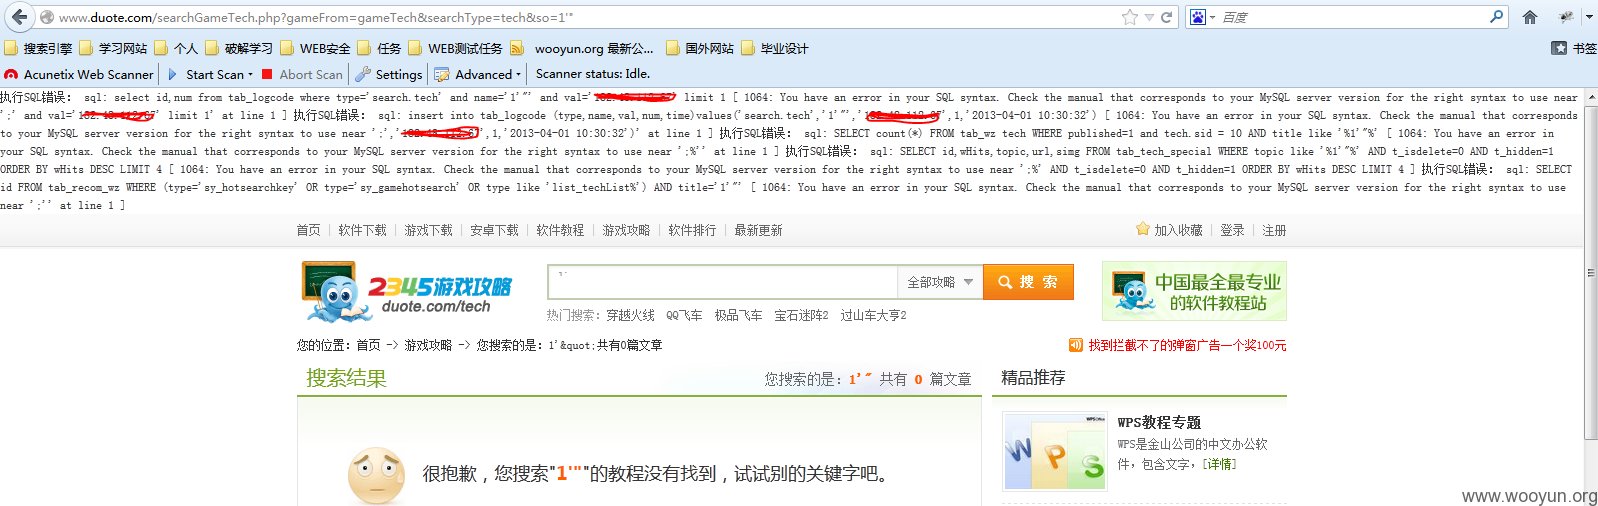 www.duote.com/searchGameTech.php?gameFrom=gameTech&searchType=tech&so=1'"
百度
搜索引擎 学习网站 个人 破解学习 WEB安全 任务 WEB测试任务 wooyun.org 最新公... 国外网站 毕业设计 书签
Acunetix Web Scanner Start Scan Abort Scan Settings Advanced Scanner status: Idle.
执行SQL错误： sql: select id,num from tab_logcode where type='search.tech' and name='1'"' and val=' ' limit 1 [ 1064: You have an error in your SQL syntax. Check the manual that corresponds to your MySQL server version for the right syntax to use near
';' and val=' ' limit 1' at line 1 ] 执行SQL错误： sql: insert into tab_logcode (type,name,val,num,time)values('search.tech','1'"',' ',1,'2013-04-01 10:30:32') [ 1064: You have an error in your SQL syntax. Check the manual that corresponds
to your MySQL server version for the right syntax to use near ';',' ',1,'2013-04-01 10:30:32')' at line 1 ] 执行SQL错误： sql: SELECT count(*) FROM tab_wz tech WHERE published=1 and tech.sid = 10 AND title like '%1'"%' [ 1064: You have an error in
your SQL syntax. Check the manual that corresponds to your MySQL server version for the right syntax to use near ';%'' at line 1 ] 执行SQL错误： sql: SELECT id,wHits,topic,url,simg FROM tab_tech_special WHERE topic like '%1'"%' AND t_isdelete=0 AND t_hidden=1
ORDER BY wHits DESC LIMIT 4 [ 1064: You have an error in your SQL syntax. Check the manual that corresponds to your MySQL server version for the right syntax to use near ';%' AND t_isdelete=0 AND t_hidden=1 ORDER BY wHits DESC LIMIT 4 ] 执行SQL错误： sql: SELECT
id FROM tab_recom_wz WHERE (type='sy_hotsearchkey' OR type='sy_gamehotsearch' OR type like 'list_techList%') AND title='1'"' [ 1064: You have an error in your SQL syntax. Check the manual that corresponds to your MySQL server version for the right syntax to use
near ';'' at line 1 ]
首页 软件下载 游戏下载 安卓下载 软件教程 游戏攻略 软件排行 最新更新 加入收藏 登录 注册
2345游戏攻略
duote.com/tech
1'
全部攻略
搜 索
中国最全最专业
的软件教程站
热门搜索：穿越火线 QQ飞车 极品飞车 宝石迷阵2 过山车大亨2
您的位置：首页 -> 游戏攻略 -> 您搜索的是：1'&quot;共有0篇文章
找到拦截不了的弹窗广告一个奖100元
搜索结果
您搜索的是：1'" 共有 0 篇文章
精品推荐
很抱歉，您搜索"1'""的教程没有找到，试试别的关键字吧。
WPS
WPS教程专题
WPS是金山公司的中文办公软
件，包含文字，[详情]
www.wooyun.org